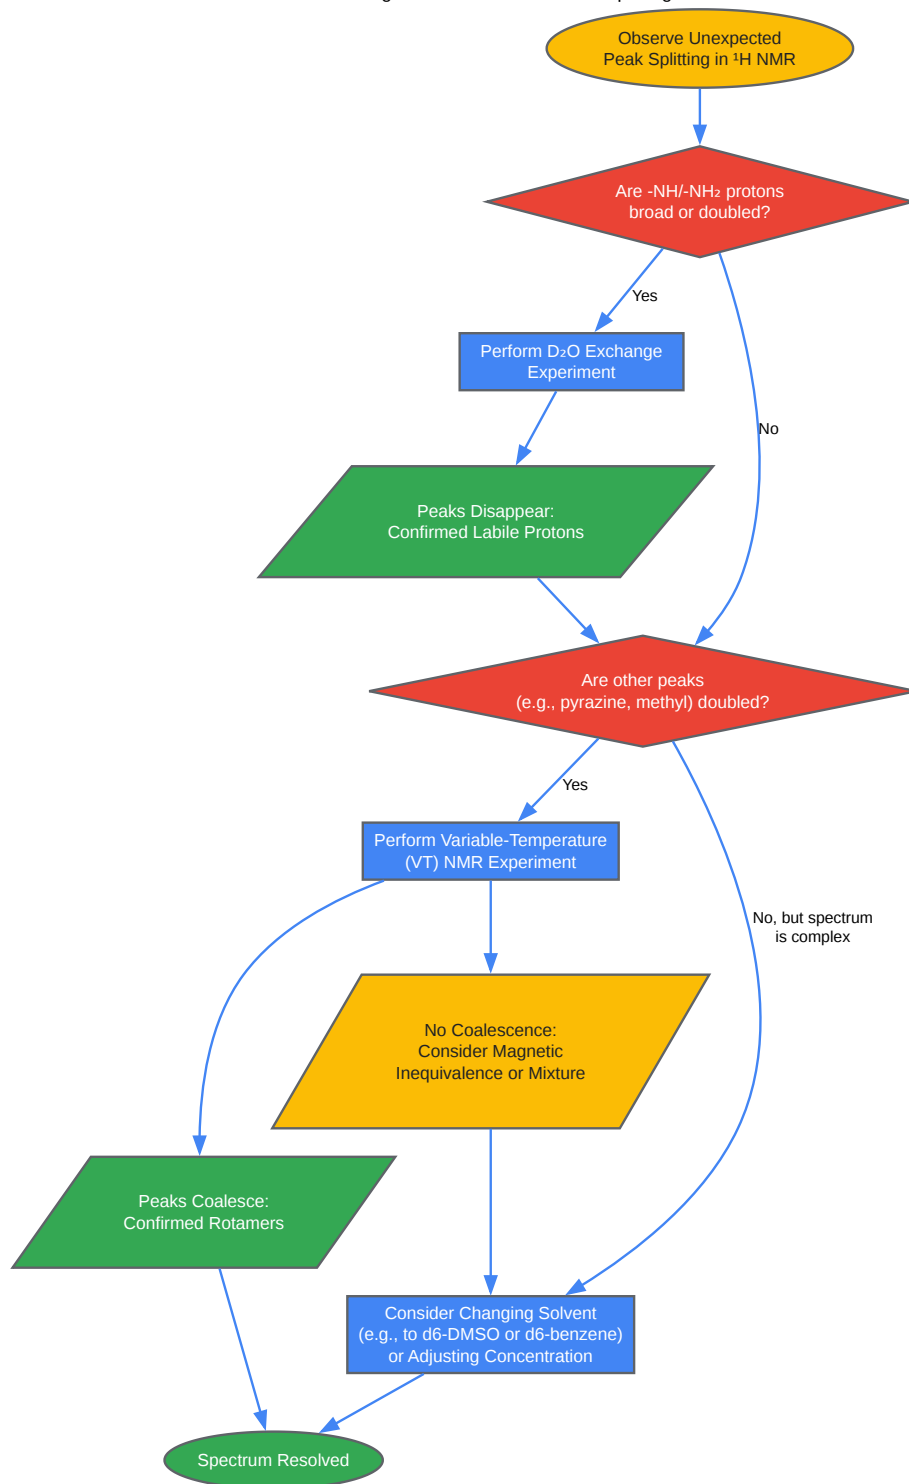 Observe Unexpected
Peak Splitting in ¹H NMR
Are -NH/-NH₂ protons
broad or doubled?
Yes
Perform D₂O Exchange
Experiment
No
Peaks Disappear:
Confirmed Labile Protons
Are other peaks
(e.g., pyrazine, methyl) doubled?
Yes
Perform Variable-Temperature
(VT) NMR Experiment
No, but spectrum
is complex
No Coalescence:
Consider Magnetic
Inequivalence or Mixture
Peaks Coalesce:
Confirmed Rotamers
Consider Changing Solvent
(e.g., to d6-DMSO or d6-benzene)
or Adjusting Concentration
Spectrum Resolved